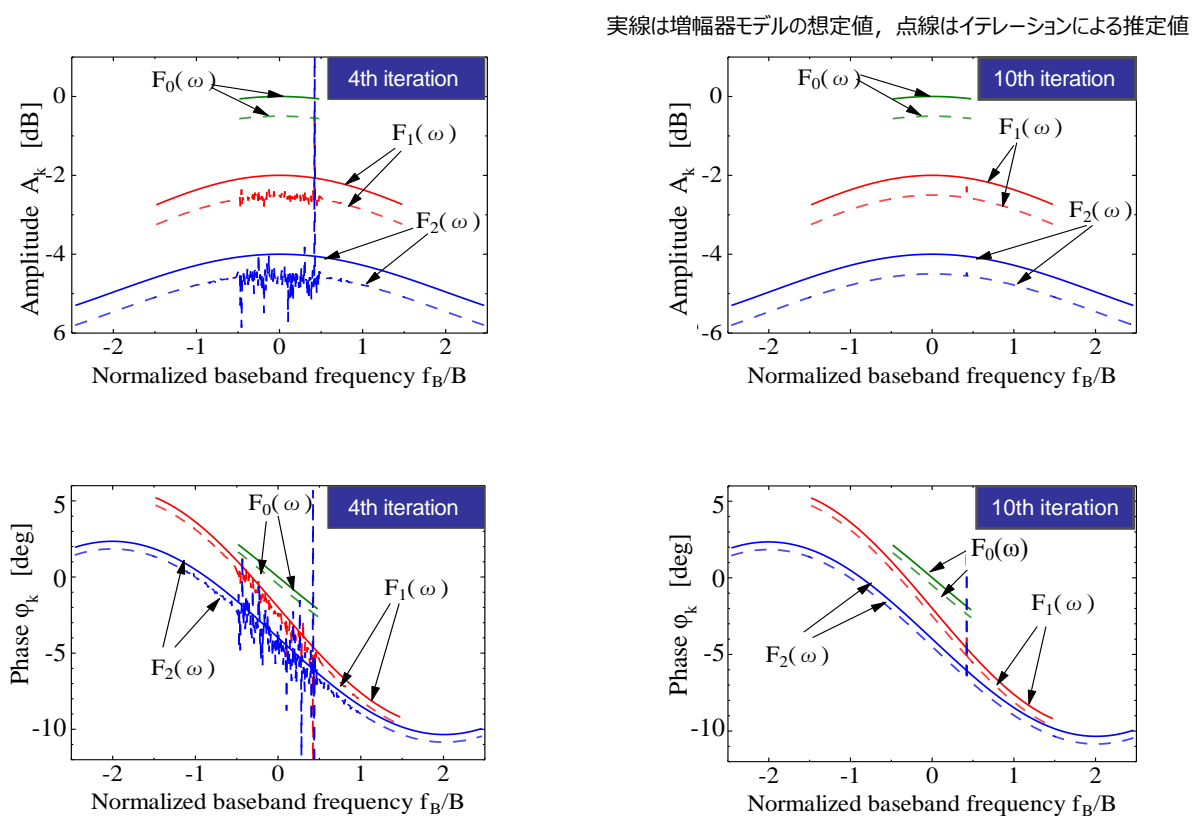 実線は増幅器モデルの想定値，点線はイテレーションによる推定値
4th iteration
F₀(ω)
F₁(ω)
F₂(ω)
Amplitude Aₖ [dB]
0
-2
-4
6
-2 -1 0 1 2
Normalized baseband frequency f_B/B
10th iteration
F₀(ω)
F₁(ω)
F₂(ω)
Amplitude Aₖ [dB]
0
-2
-4
-6
-2 -1 0 1 2
Normalized baseband frequency f_B/B
4th iteration
F₀(ω)
F₁(ω)
F₂(ω)
Phase φₖ [deg]
5
0
-5
-10
-2 -1 0 1 2
Normalized baseband frequency f_B/B
10th iteration
F₀(ω)
F₁(ω)
F₂(ω)
Phase φₖ [deg]
5
0
-5
-10
-2 -1 0 1 2
Normalized baseband frequency f_B/B